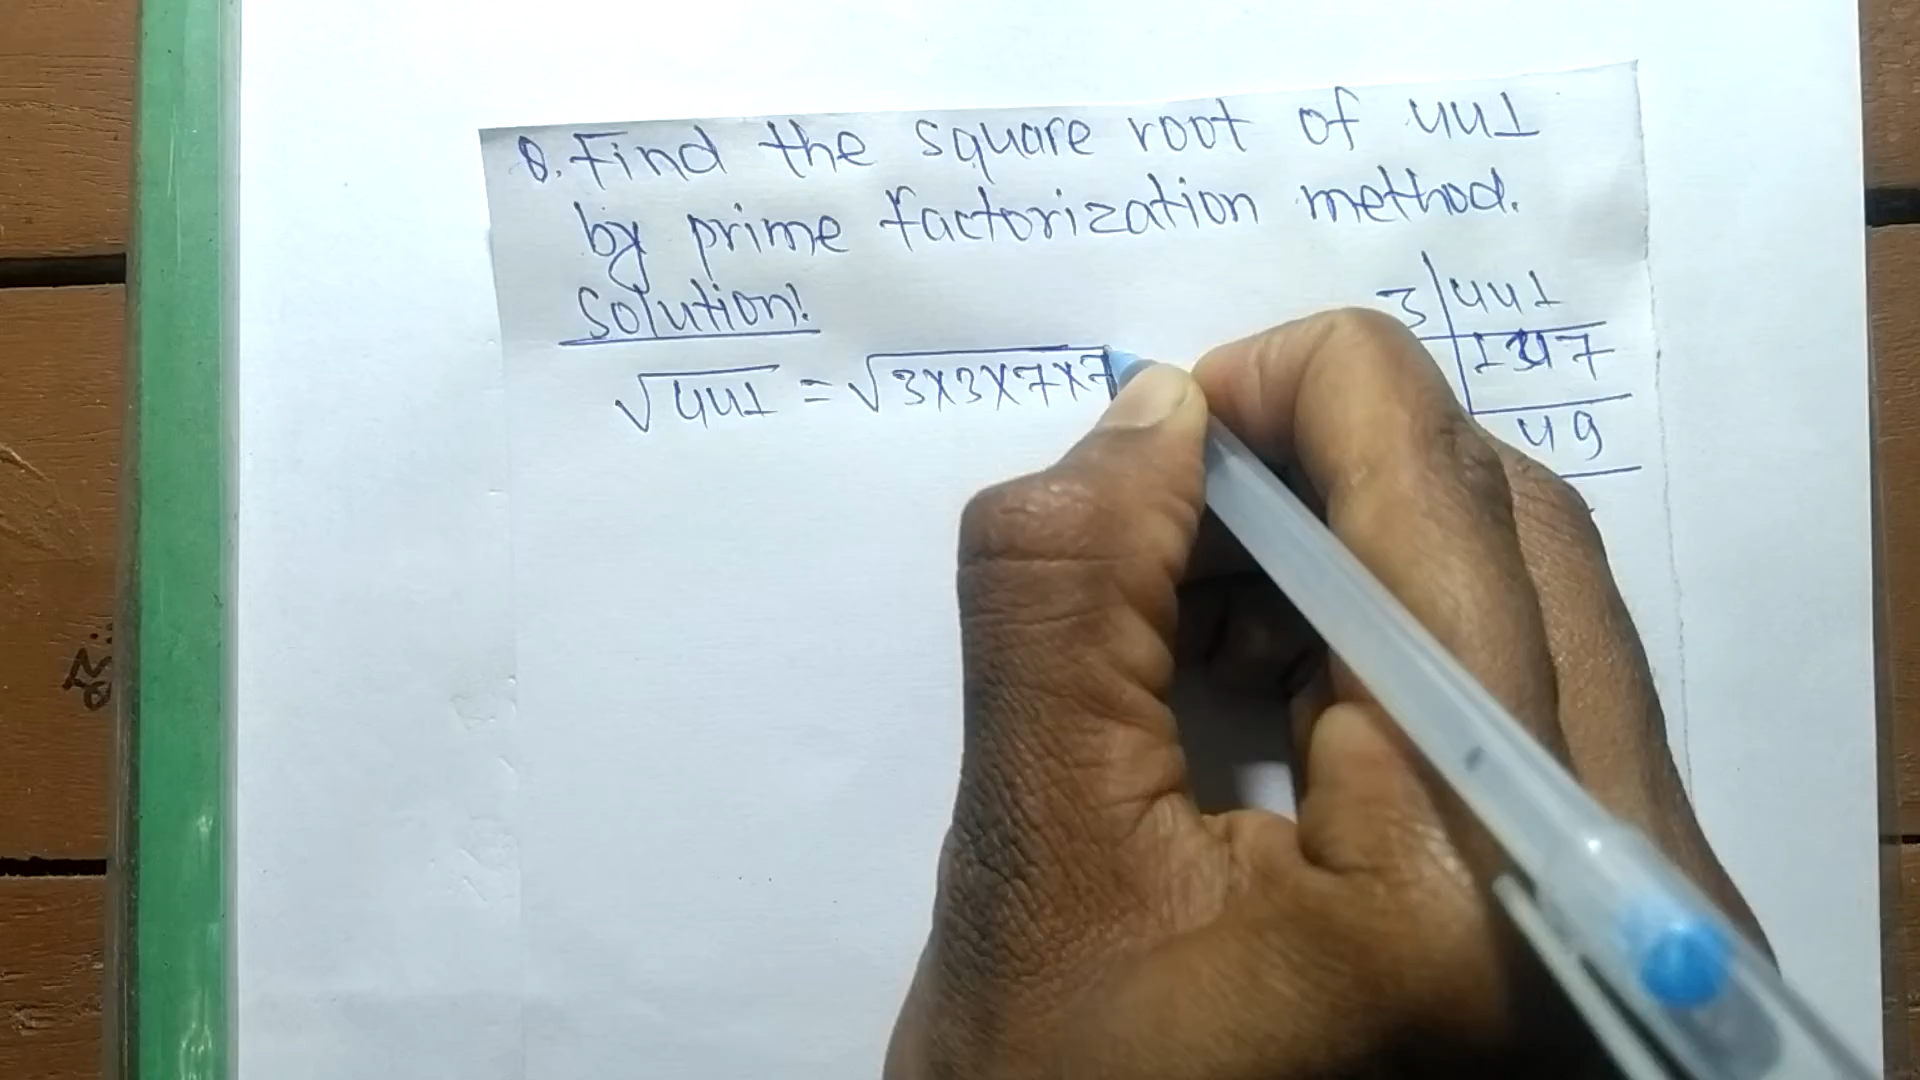 Q. Find the square root of 441
by prime factorization method.
Solution:
√441 = √3×3×7×7
3 441
147
49